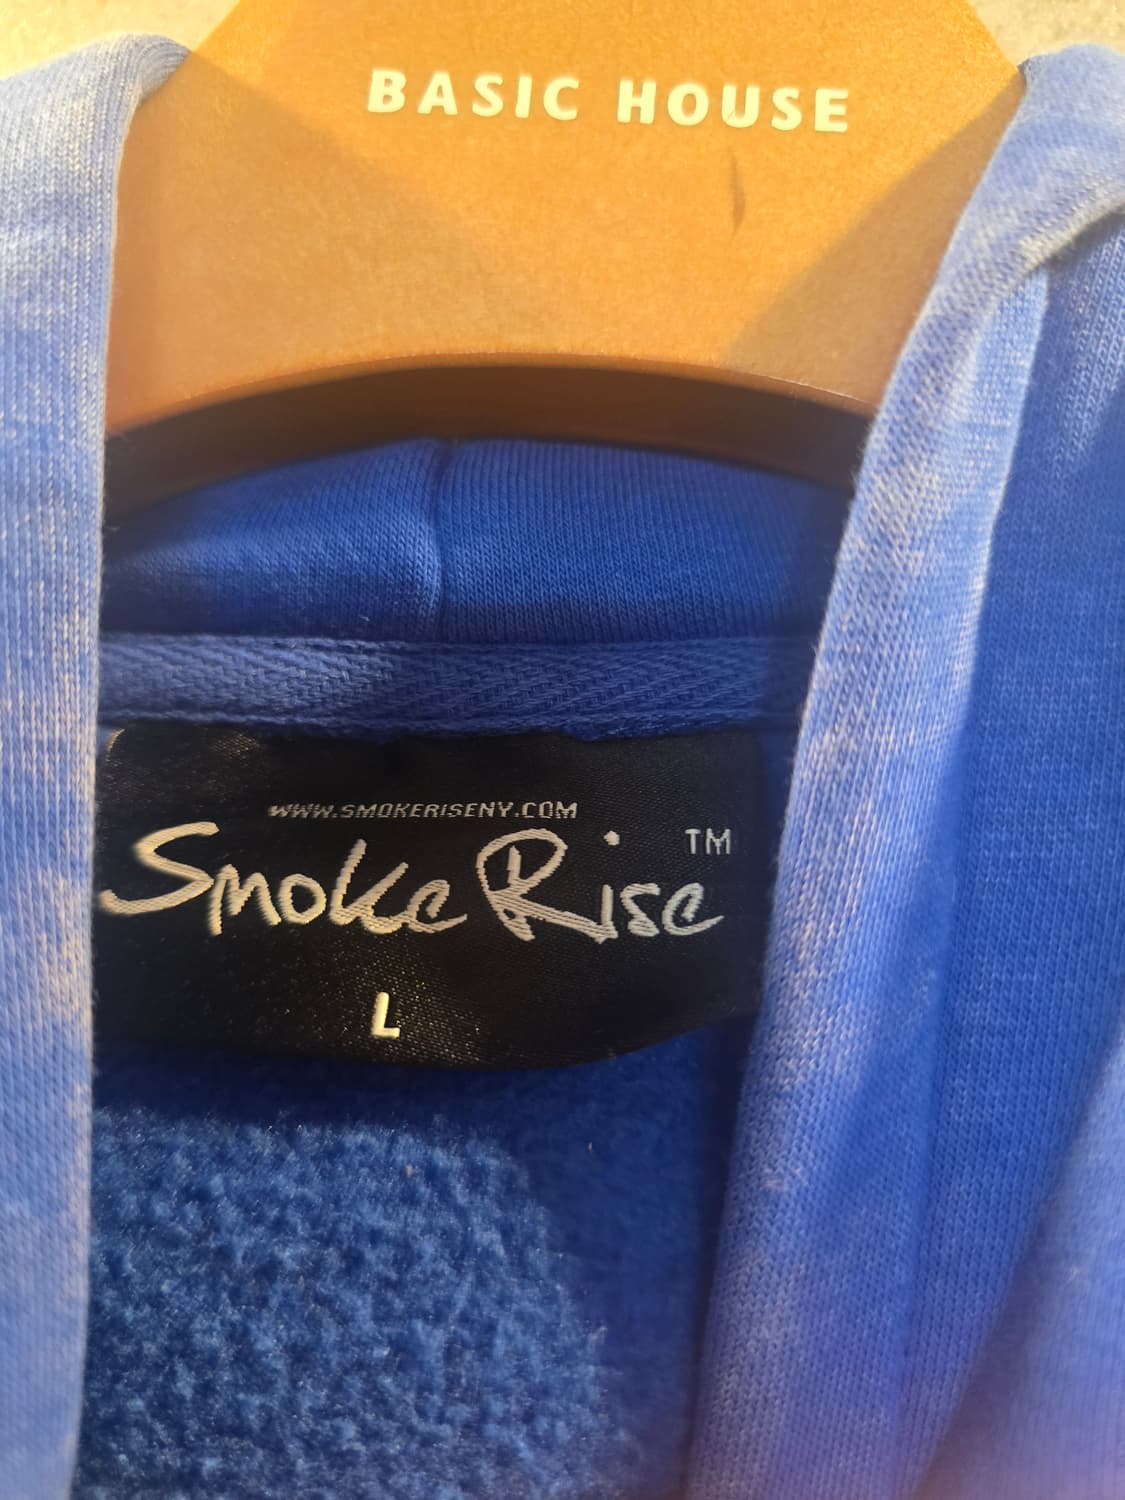 BASIC HOUSE
WWW.SMOKERISENY.COM
Smoke Rise TM
L